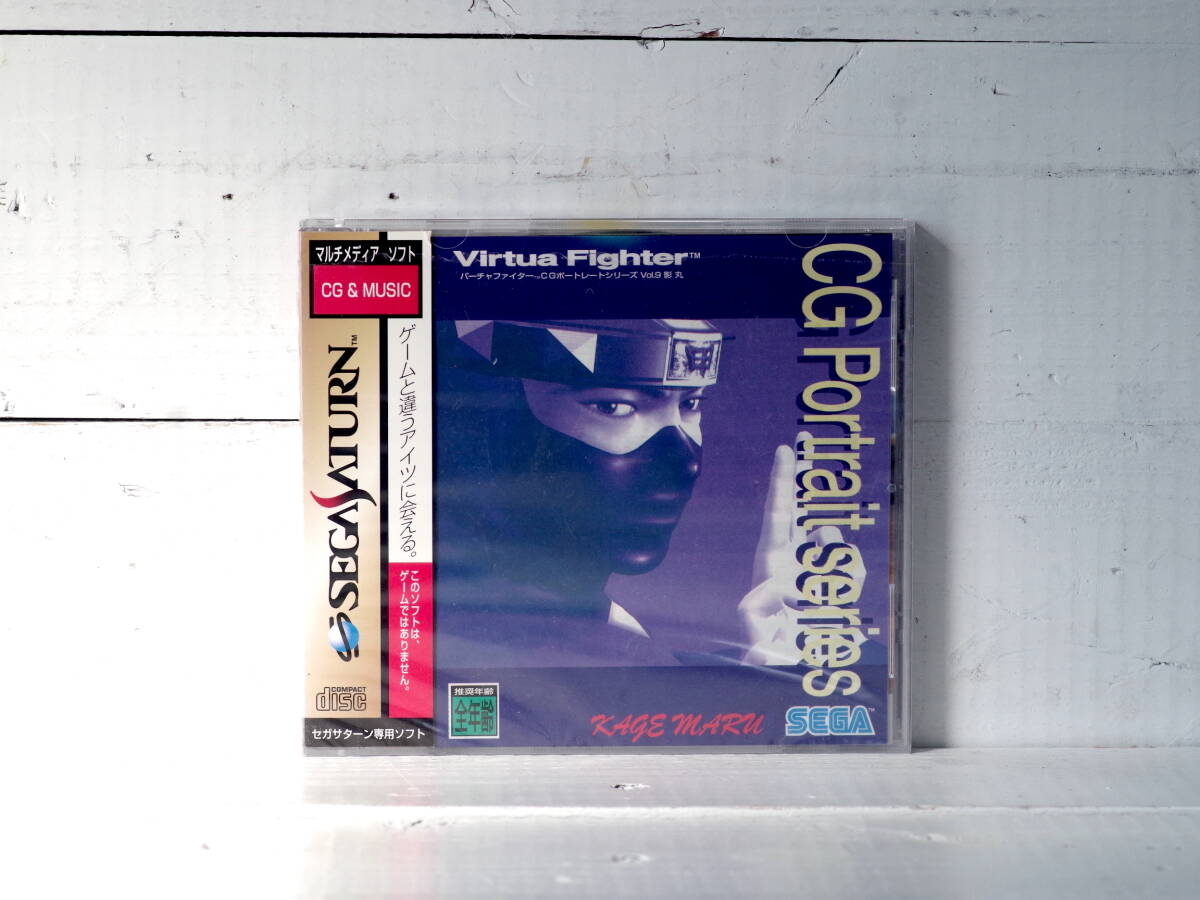 マルチメディア ソフト
CG & MUSIC
SEGA SATURN™
ゲームと違うアイツに会える。
このソフトは、
ゲームではありません。
COMPACT
disc
セガサターン専用ソフト
Virtua Fighter™
バーチャファイター™CGポートレートシリーズ Vol.9 影丸
CG Portrait series
推奨年齢
全年齢
KAGE MARU
SEGA™